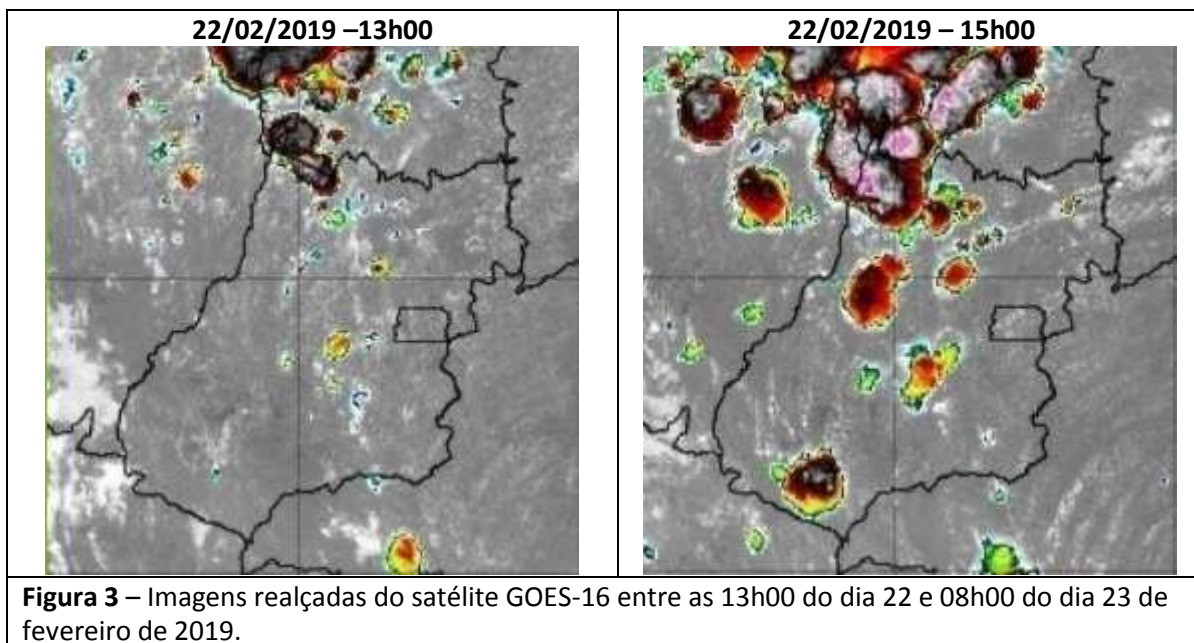 22/02/2019 –13h00
22/02/2019 – 15h00
Figura 3 – Imagens realçadas do satélite GOES-16 entre as 13h00 do dia 22 e 08h00 do dia 23 de
fevereiro de 2019.